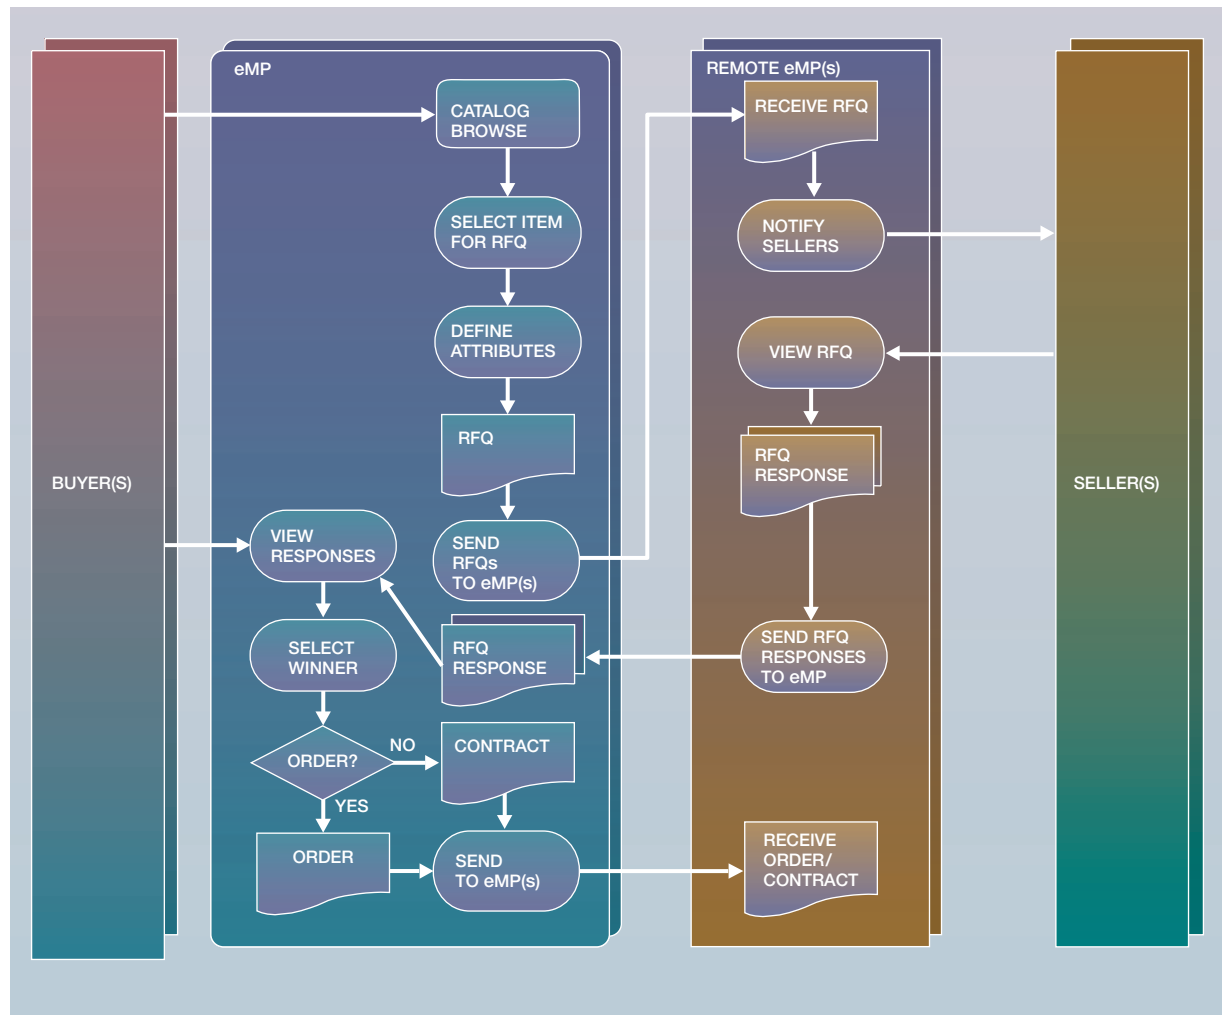 eMP
REMOTE eMP(s)
CATALOG
BROWSE
SELECT ITEM
FOR RFQ
DEFINE
ATTRIBUTES
RFQ
SEND
RFQs
TO eMP(s)
RECEIVE RFQ
NOTIFY
SELLERS
VIEW RFQ
RFQ
RESPONSE
SEND RFQ
RESPONSES
TO eMP
BUYER(S)
SELLER(S)
VIEW
RESPONSES
RFQ
RESPONSE
SELECT
WINNER
ORDER?
NO
YES
CONTRACT
ORDER
SEND
TO eMP(s)
RECEIVE
ORDER/
CONTRACT